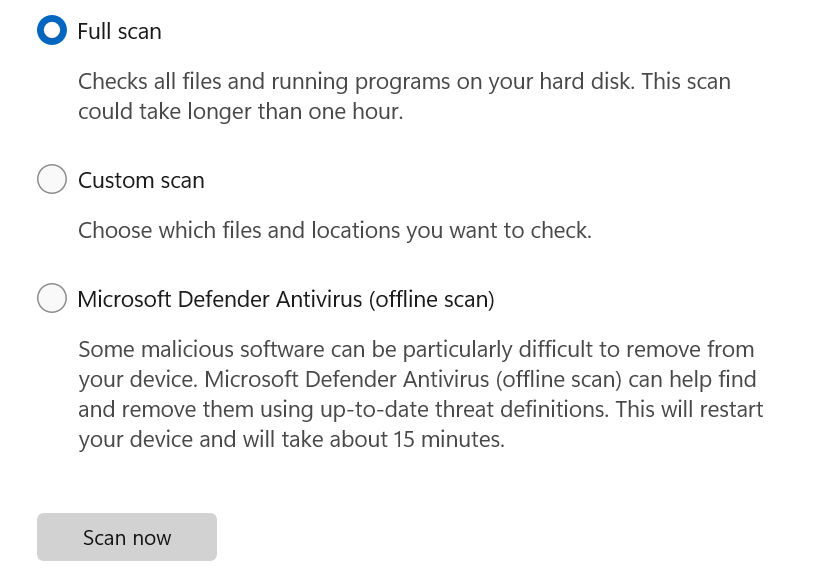 Full scan
Checks all files and running programs on your hard disk. This scan
could take longer than one hour.
Custom scan
Choose which files and locations you want to check.
Microsoft Defender Antivirus (offline scan)
Some malicious software can be particularly difficult to remove from
your device. Microsoft Defender Antivirus (offline scan) can help find
and remove them using up-to-date threat definitions. This will restart
your device and will take about 15 minutes.
Scan now